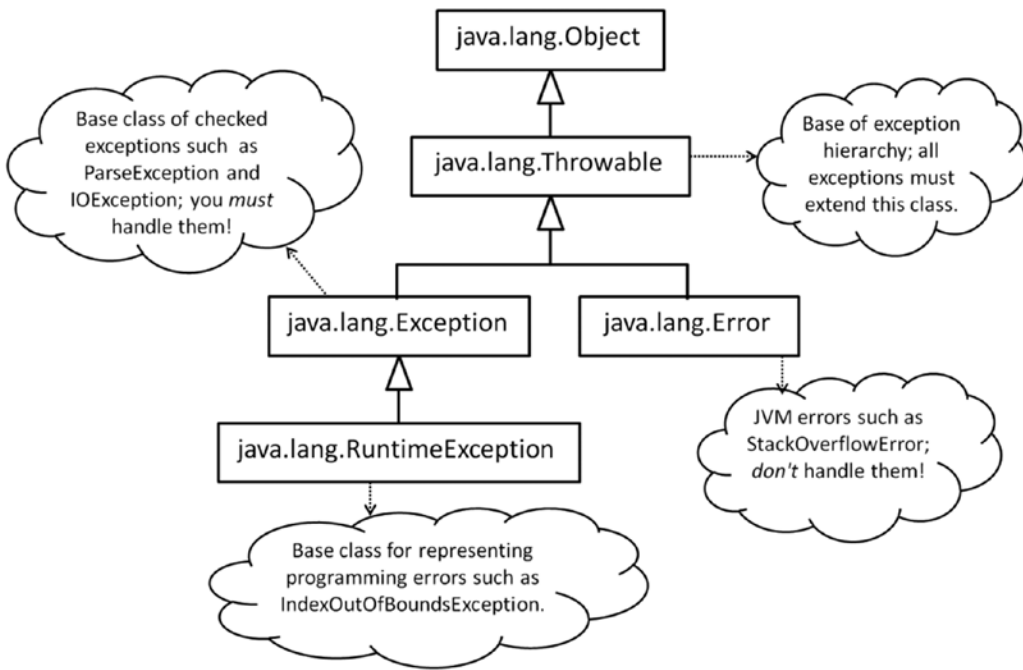 java.lang.Object
Base class of checked
exceptions such as
ParseException and
IOException; you must
handle them!
java.lang.Throwable
Base of exception
hierarchy; all
exceptions must
extend this class.
java.lang.Exception
java.lang.Error
java.lang.RuntimeException
JVM errors such as
StackOverflowError;
don't handle them!
Base class for representing
programming errors such as
IndexOutOfBoundsException.